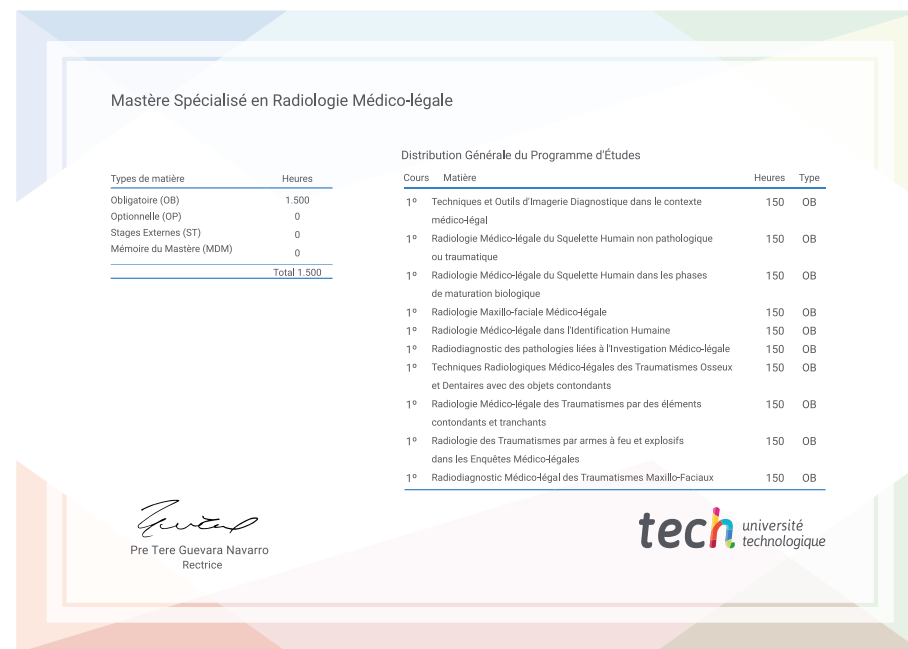 Mastère Spécialisé en Radiologie Médico-légale
Types de matière Heures
Obligatoire (OB) 1.500
Optionnelle (OP) 0
Stages Externes (ST) 0
Mémoire du Mastère (MDM) 0
Total 1.500
Distribution Générale du Programme d'Études
Cours Matière Heures Type
1º Techniques et Outils d'Imagerie Diagnostique dans le contexte 150 OB
médico-légal
1º Radiologie Médico-légale du Squelette Humain non pathologique 150 OB
ou traumatique
1º Radiologie Médico-légale du Squelette Humain dans les phases 150 OB
de maturation biologique
1º Radiologie Maxillo-faciale Médico-légale 150 OB
1º Radiologie Médico-légale dans l'Identification Humaine 150 OB
1º Radiodiagnostic des pathologies liées à l'Investigation Médico-légale 150 OB
1º Techniques Radiologiques Médico-légales des Traumatismes Osseux 150 OB
et Dentaires avec des objets contondants
1º Radiologie Médico-légale des Traumatismes par des éléments 150 OB
contondants et tranchants
1º Radiologie des Traumatismes par armes à feu et explosifs 150 OB
dans les Enquêtes Médico-légales
1º Radiodiagnostic Médico-légal des Traumatismes Maxillo-Faciaux 150 OB
Pre Tere Guevara Navarro
Rectrice
tech université
technologique